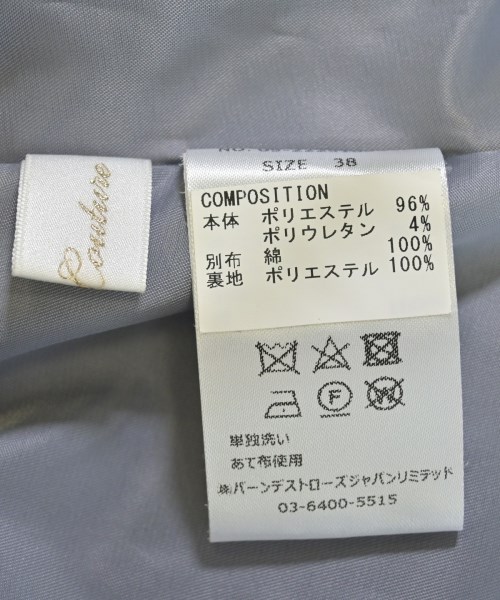 Couture
SIZE 38
COMPOSITION
本体 ポリエステル 96%
ポリウレタン 4%
別布 綿 100%
裏地 ポリエステル 100%
F
W
単独洗い
あて布使用
㈱バーンデストローズジャパンリミテッド
03-6400-5515